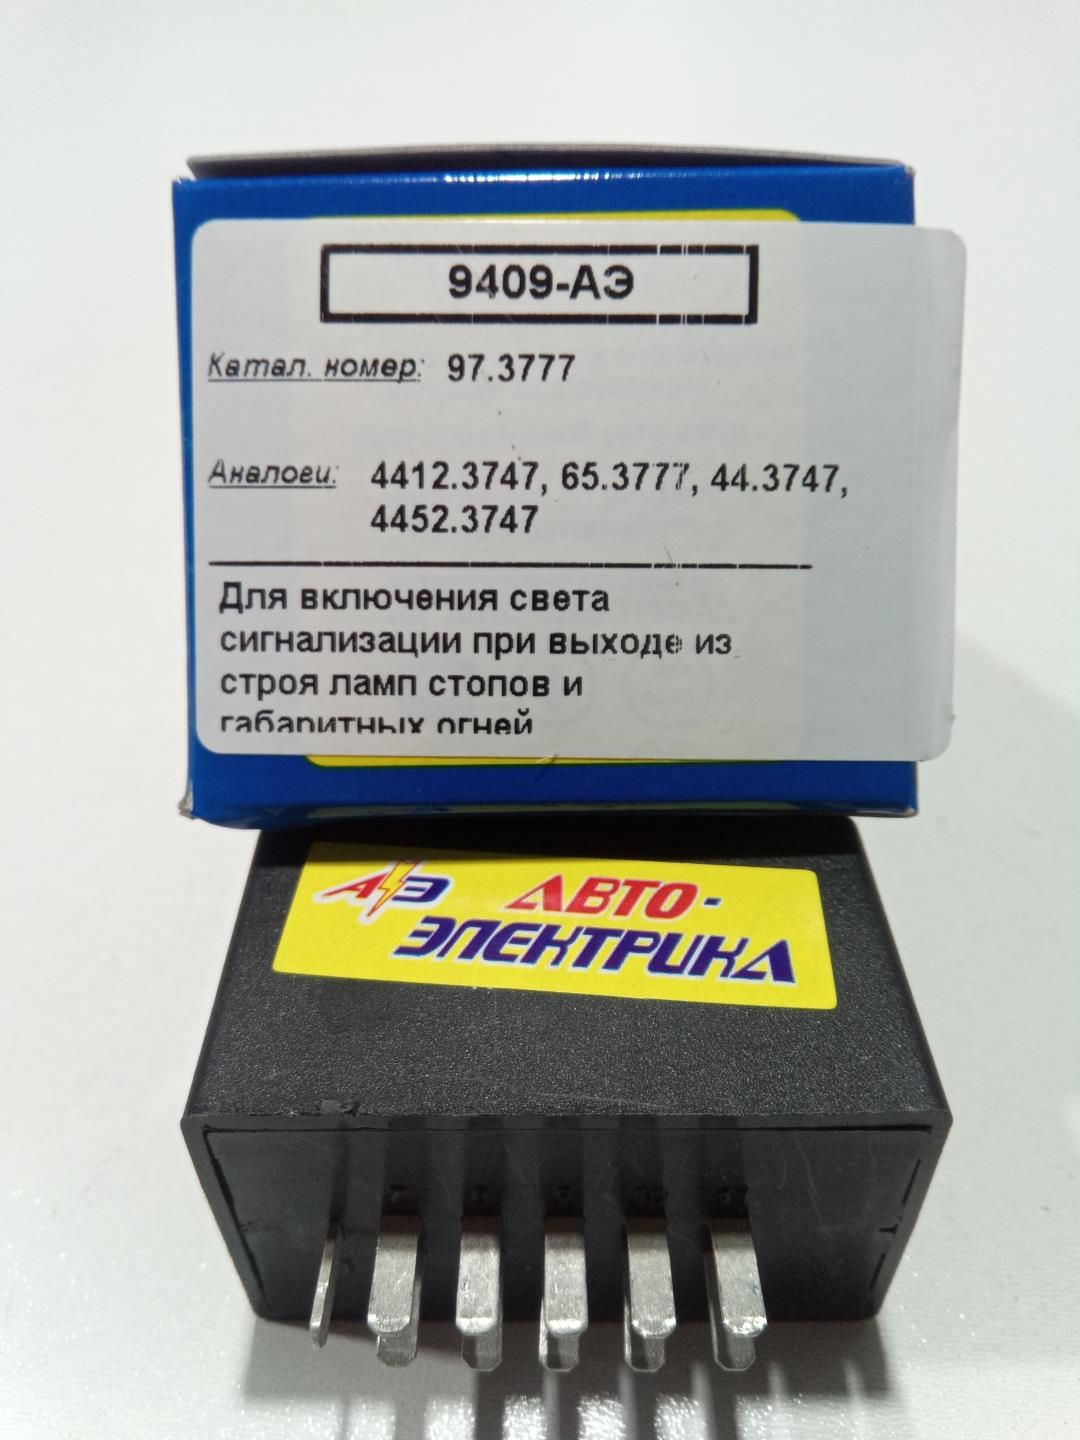 9409-АЭ
Катал. номер: 97.3777
Аналоги: 4412.3747, 65.3777, 44.3747,
4452.3747
Для включения света
сигнализации при выходе из
строя ламп стопов и
габаритных огней
АЭ АВТО-
ЭЛЕКТРИКА